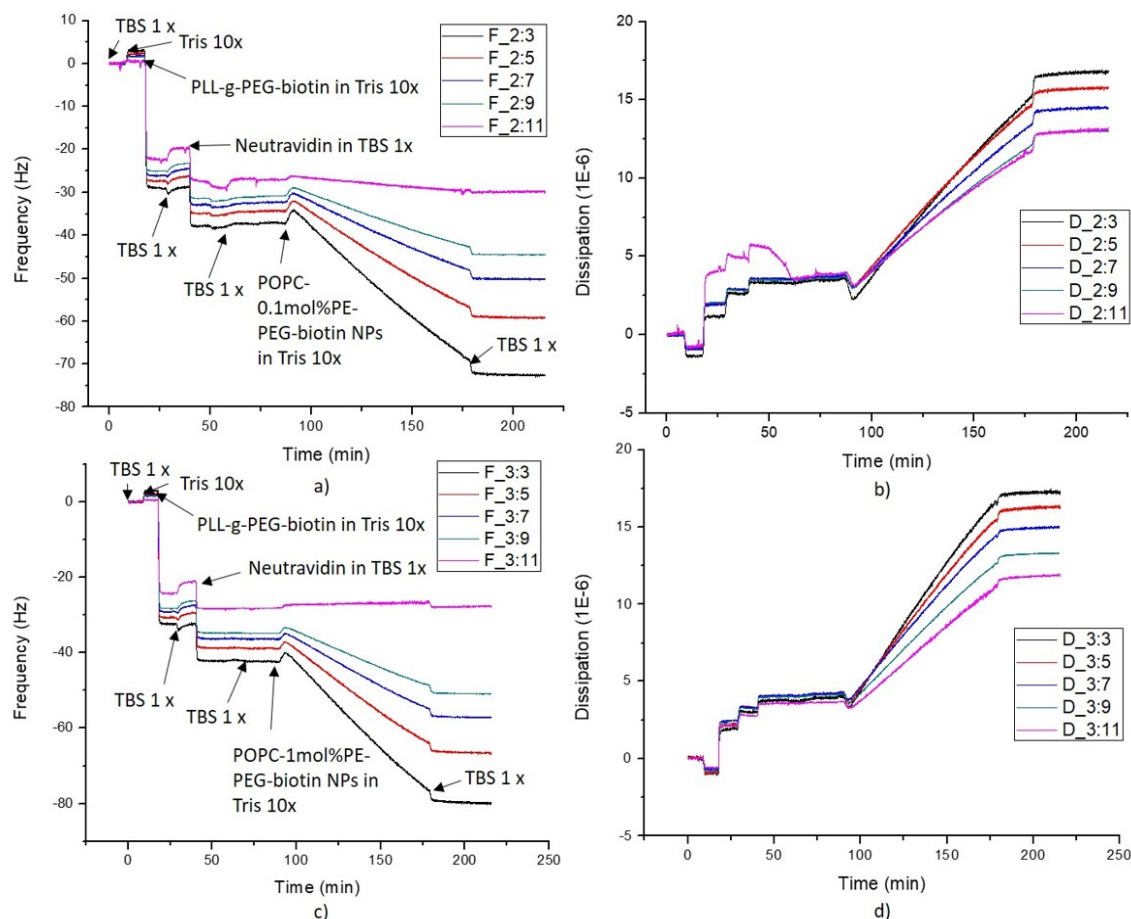 TBS 1 x
Tris 10x
PLL-g-PEG-biotin in Tris 10x
F_2:3
F_2:5
F_2:7
F_2:9
F_2:11
Neutravidin in TBS 1x
TBS 1 x
TBS 1 x
POPC-
0.1mol%PE-
PEG-biotin NPs
in Tris 10x
TBS 1 x
Frequency (Hz)
10
0
-10
-20
-30
-40
-50
-60
-70
-80
0
50
100
150
200
Time (min)
a)
Dissipation (1E-6)
20
15
10
5
0
-5
D_2:3
D_2:5
D_2:7
D_2:9
D_2:11
0
50
100
150
200
Time (min)
b)
TBS 1 x
Tris 10x
PLL-g-PEG-biotin in Tris 10x
F_3:3
F_3:5
F_3:7
F_3:9
F_3:11
Neutravidin in TBS 1x
TBS 1 x
TBS 1 x
POPC-1mol%PE-
PEG-biotin NPs in
Tris 10x
TBS 1 x
Frequency (Hz)
0
-20
-40
-60
-80
0
50
100
150
200
250
Time (min)
c)
Dissipation (1E-6)
20
15
10
5
0
-5
D_3:3
D_3:5
D_3:7
D_3:9
D_3:11
0
50
100
150
200
250
Time (min)
d)